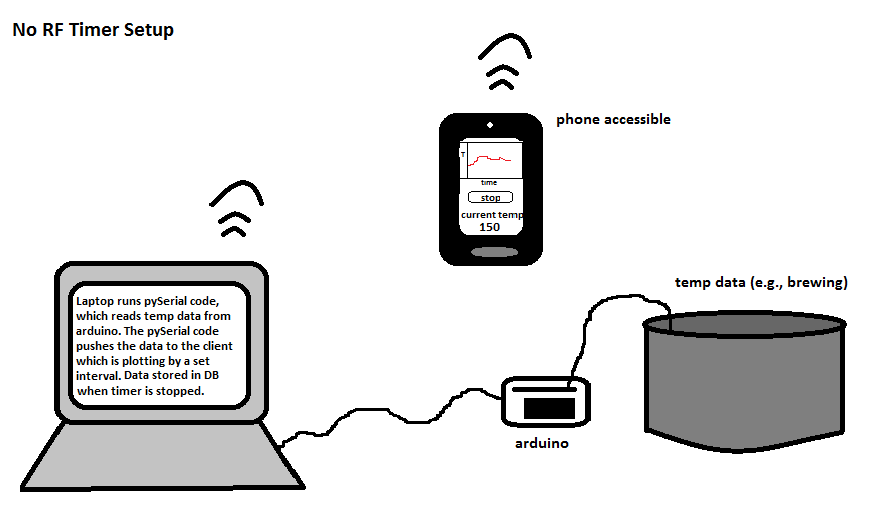 No RF Timer Setup
phone accessible
T
time
stop
current temp
150
temp data (e.g., brewing)
Laptop runs pySerial code,
which reads temp data from
arduino. The pySerial code
pushes the data to the client
which is plotting by a set
interval. Data stored in DB
when timer is stopped.
arduino